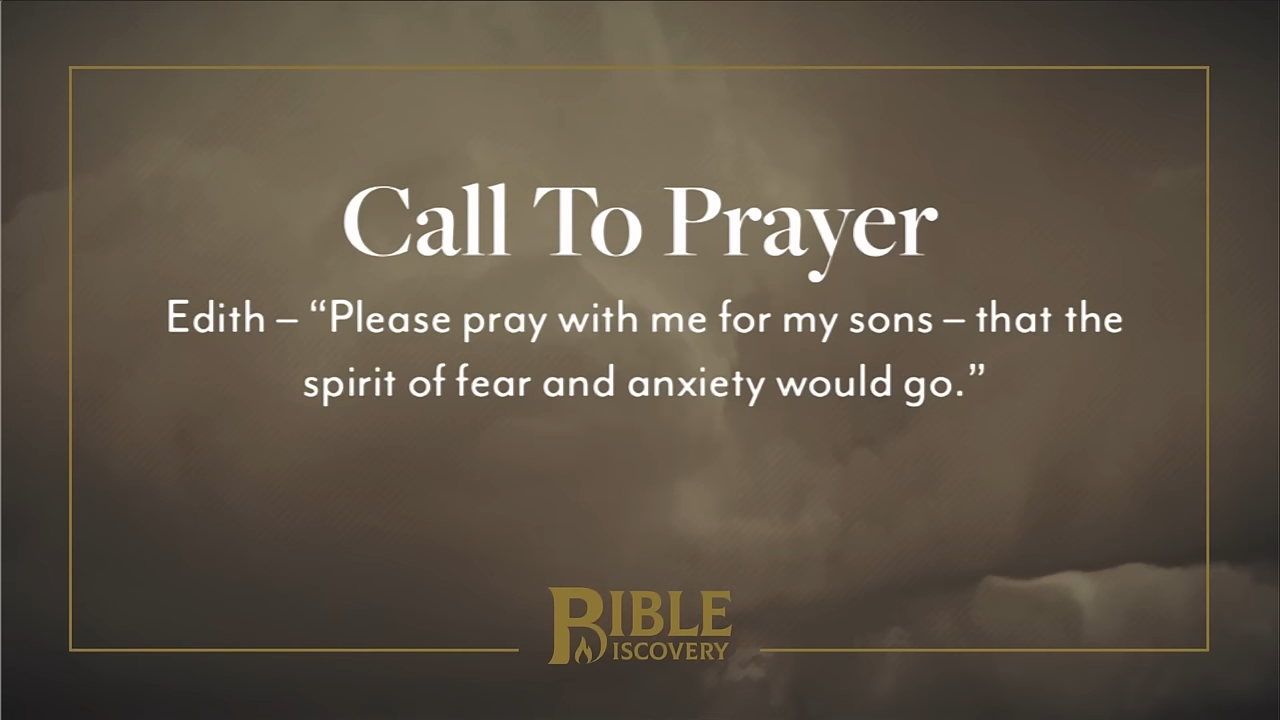 Call To Prayer
Edith – “Please pray with me for my sons – that the
spirit of fear and anxiety would go.”
BIBLE
DISCOVERY